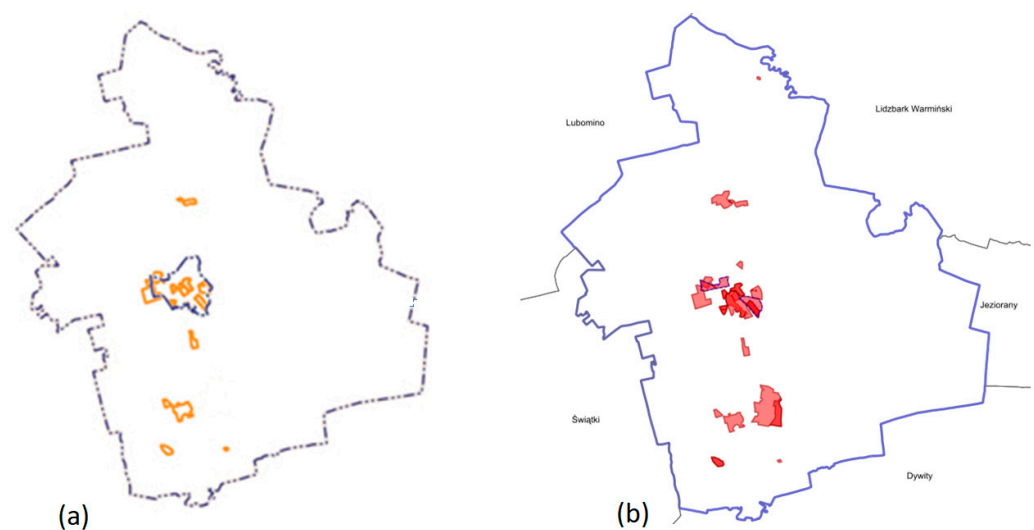 Lubomino
Lidzbark Warmiński
Jeziorany
Świątki
Dywity
(a)
(b)